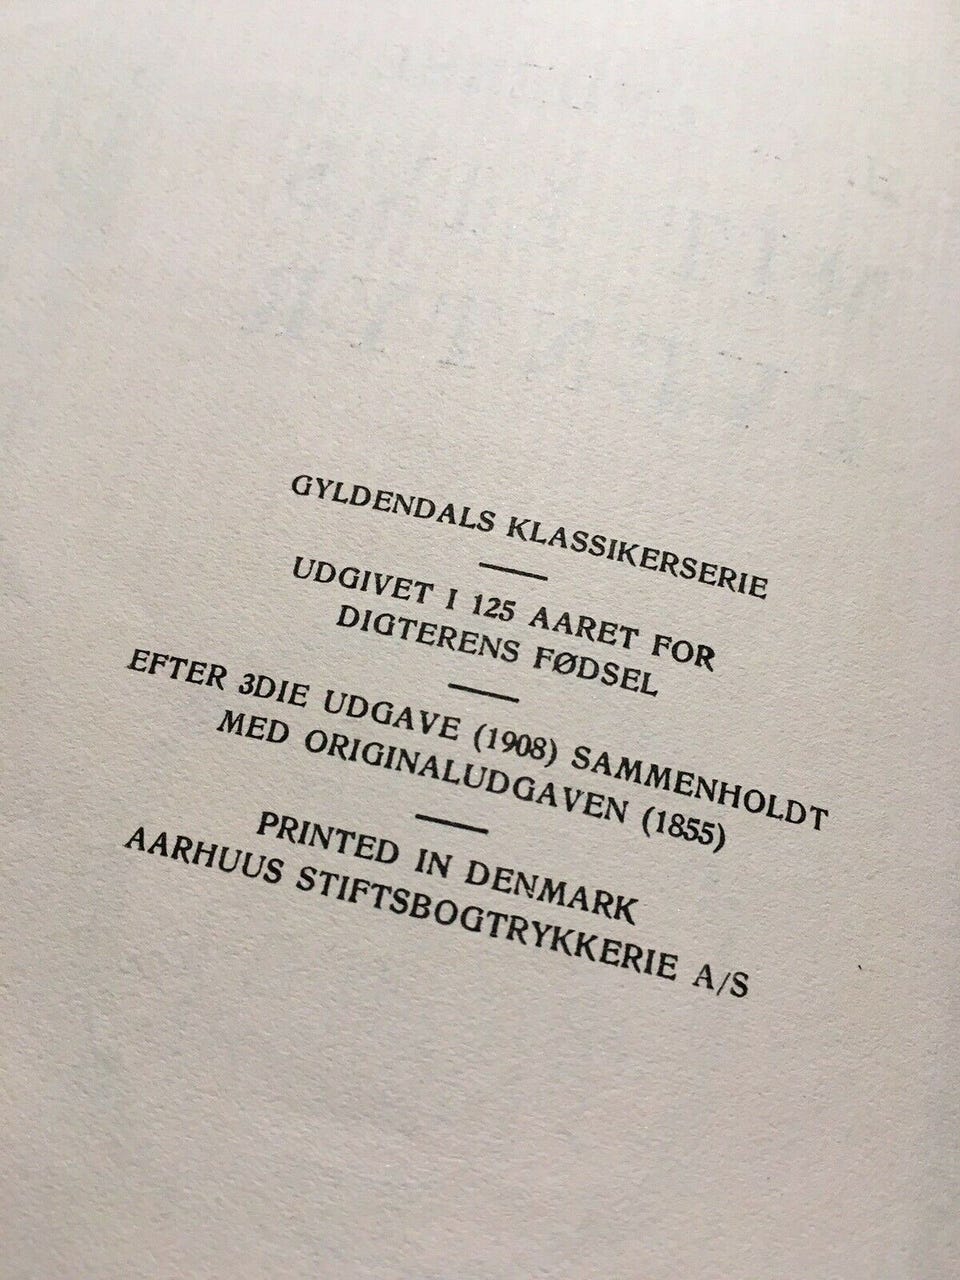 GYLDENDALS KLASSIKERSERIE
UDGIVET I 125 AARET FOR
DIGTERENS FØDSEL
EFTER 3DIE UDGAVE (1908) SAMMENHOLDT
MED ORIGINALUDGAVEN (1855)
PRINTED IN DENMARK
AARHUUS STIFTSBOGTRYKKERIE A/S